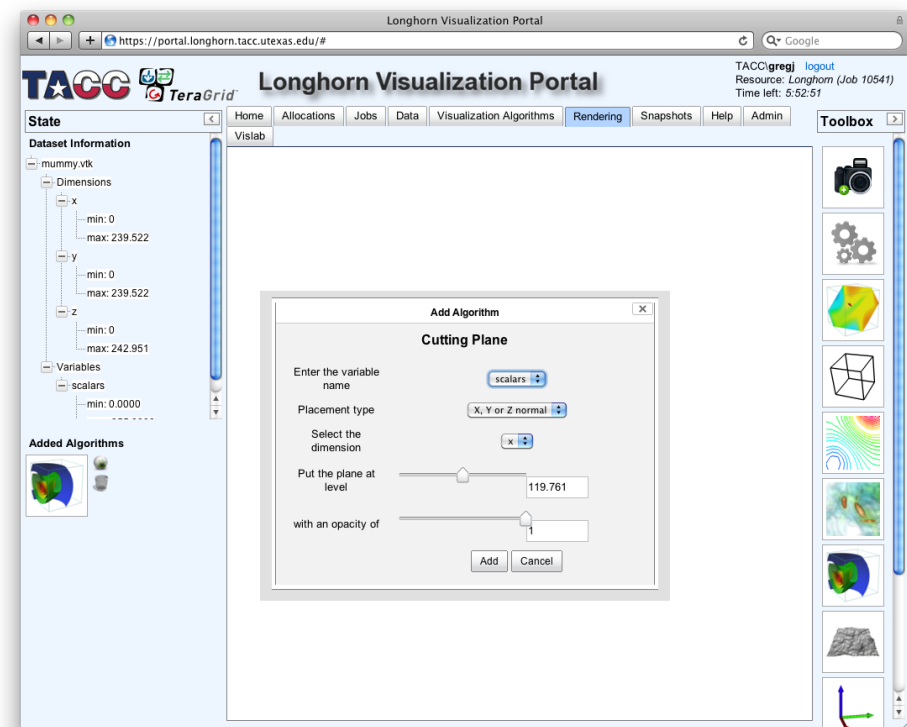 Longhorn Visualization Portal
https://portal.longhorn.tacc.utexas.edu/#
Google
TACC
TeraGrid
Longhorn Visualization Portal
TACC\gregj logout
Resource: Longhorn (Job 10541)
Time left: 5:52:51
State
Home Allocations Jobs Data Visualization Algorithms Rendering Snapshots Help Admin
Vislab
Toolbox
Dataset Information
mummy.vtk
Dimensions
x
min: 0
max: 239.522
y
min: 0
max: 239.522
z
min: 0
max: 242.951
Variables
scalars
min: 0.0000
Added Algorithms
Add Algorithm
Cutting Plane
Enter the variable
name
scalars
Placement type
X, Y or Z normal
Select the
dimension
x
Put the plane at
level
119.761
with an opacity of
1
Add Cancel